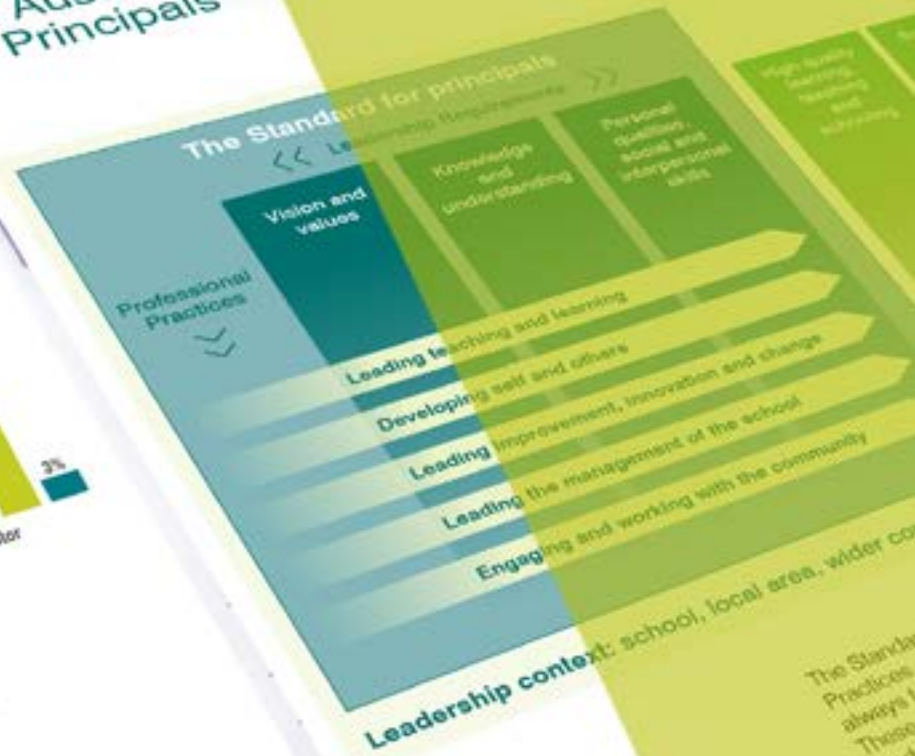 Principals
The Standard for principals
Leadership Requirements
Vision and
values
Knowledge
and
understanding
Personal
qualities,
social and
interpersonal
skills
High quality
learning,
teaching
and
schooling
Professional
Practices
Leading teaching and learning
Developing self and others
Leading improvement, innovation and change
Leading the management of the school
Engaging and working with the community
Leadership context: school, local area, wider
3%
The
Practices
always
These